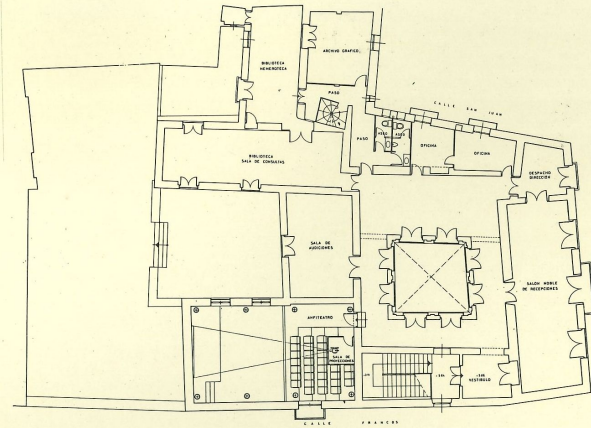 ARCHIVO GRAFICO
BIBLIOTECA
HEMEROTECA
PASO
CALLE SAN JUAN
PASO
ASEO
ASEO
OFICINA
OFICINA
BIBLIOTECA
SALA DE CONSULTAS
DESPACHO
DIRECCION
SALA DE
AUDICIONES
SALON NOBLE
DE RECEPCIONES
ANFITEATRO
SALA DE
PROYECCIONES
VESTIBULO
CALLE FRANCOS